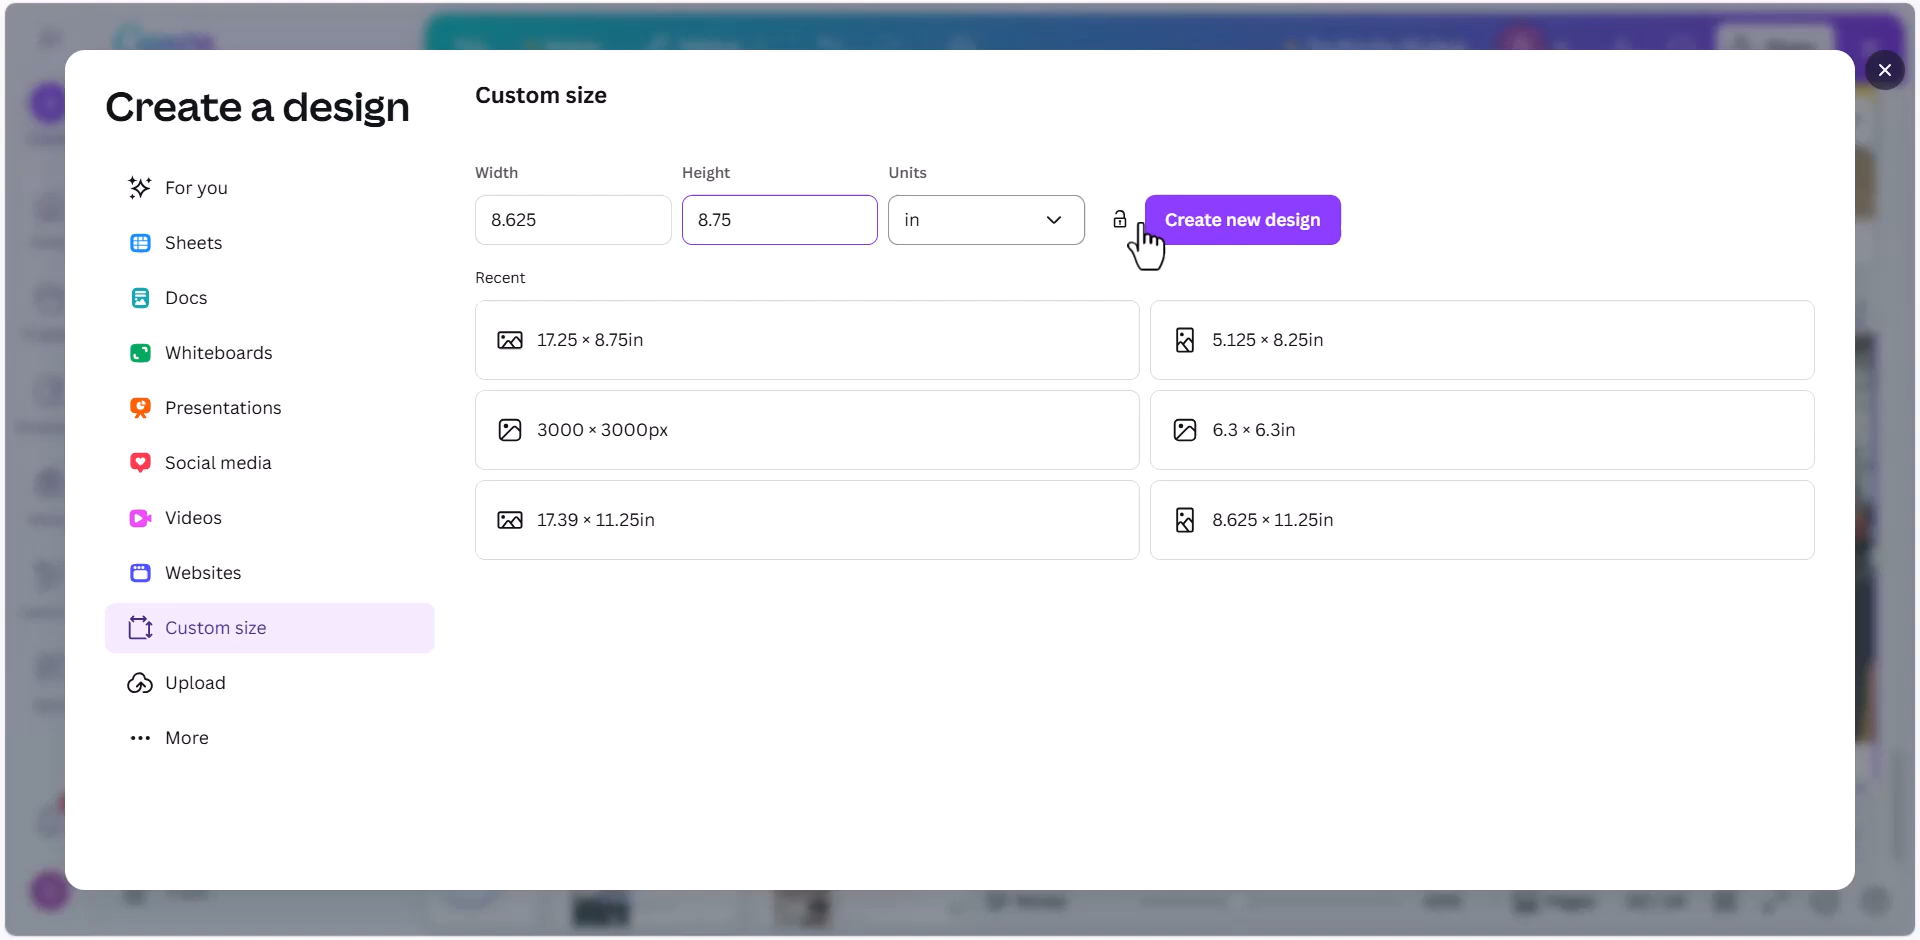 Create a design
For you
Sheets
Docs
Whiteboards
Presentations
Social media
Videos
Websites
Custom size
Upload
More
Custom size
Width
Height
Units
8.625
8.75
in
Create new design
Recent
17.25 × 8.75in
5.125 × 8.25in
3000 × 3000px
6.3 × 6.3in
17.39 × 11.25in
8.625 × 11.25in